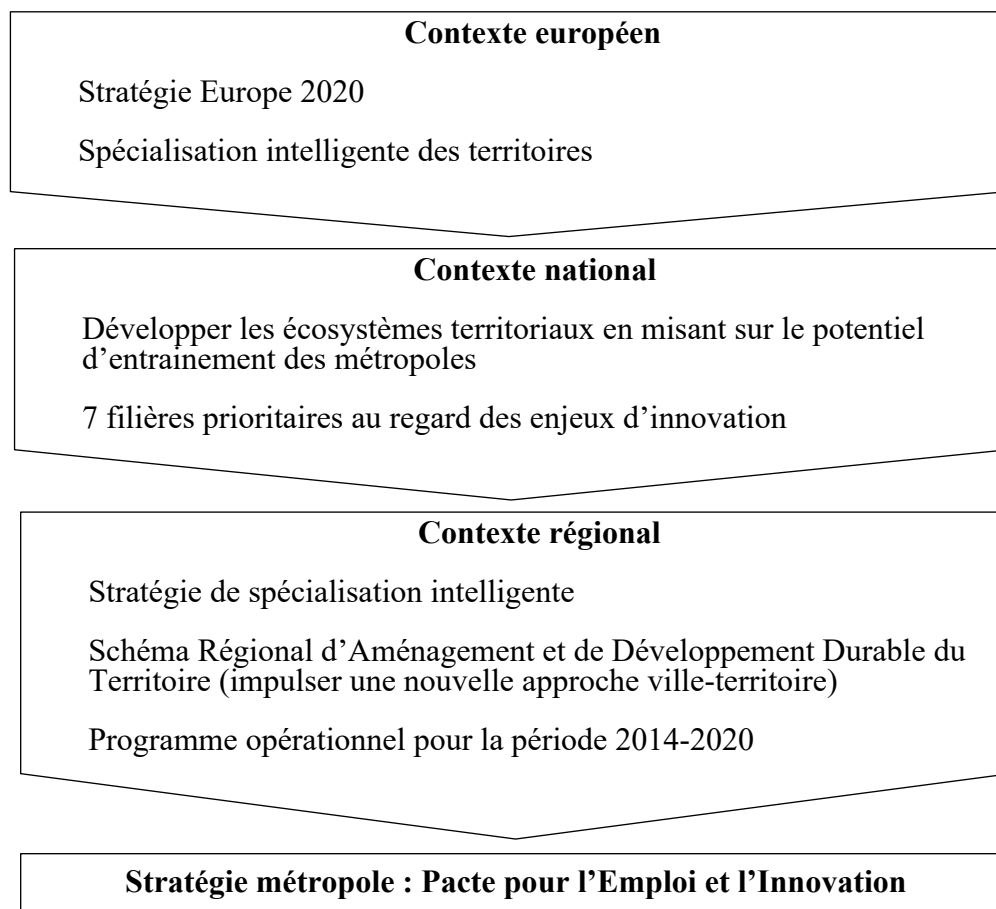 Contexte européen
Stratégie Europe 2020
Spécialisation intelligente des territoires
Contexte national
Développer les écosystèmes territoriaux en misant sur le potentiel
d’entrainement des métropoles
7 filières prioritaires au regard des enjeux d’innovation
Contexte régional
Stratégie de spécialisation intelligente
Schéma Régional d’Aménagement et de Développement Durable du
Territoire (impulser une nouvelle approche ville-territoire)
Programme opérationnel pour la période 2014-2020
Stratégie métropole : Pacte pour l’Emploi et l’Innovation